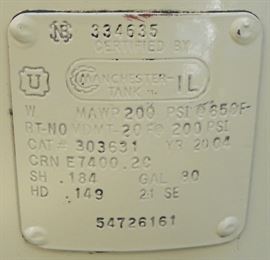 NB 334635
CERTIFIED BY
U MANCHESTER TANK IL
W MAWP 200 PSI @ 650F
RT-NO MDMT-20F@ 200 PSI
CAT# 303631 YR 2004
CRN E7400.2C
SH .184 GAL 80
HD .149 21 SE
54726161